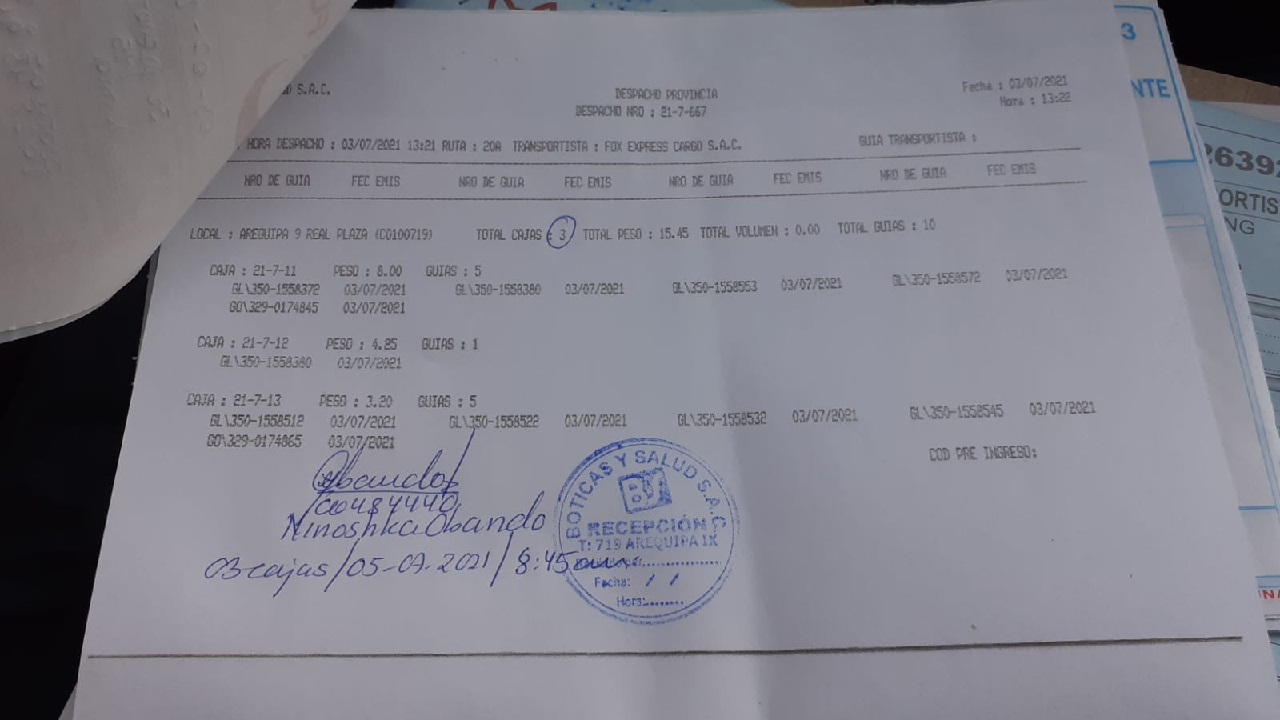 S.A.C.
DESPACHO PROVINCIA
DESPACHO NRO : 21-7-667
Fecha : 03/07/2021
Hora : 13:22
HORA DESPACHO : 03/07/2021 13:21 RUTA : 20A TRANSPORTISTA : FOX EXPRESS CARGO S.A.C. GUIA TRANSPORTISTA :
NRO DE GUIA FEC EMIS NRO DE GUIA FEC EMIS NRO DE GUIA FEC EMIS NRO DE GUIA FEC EMIS
LOCAL : AREQUIPA 9 REAL PLAZA (C0100719) TOTAL CAJAS : 3 TOTAL PESO : 15.45 TOTAL VOLUMEN : 0.00 TOTAL GUIAS : 10
CAJA : 21-7-11 PESO : 8.00 GUIAS : 5
GL\350-1558372 03/07/2021 GL\350-1558380 03/07/2021 GL\350-1558553 03/07/2021 GL\350-1558572 03/07/2021
GO\329-0174845 03/07/2021
CAJA : 21-7-12 PESO : 4.25 GUIAS : 1
GL\350-1558380 03/07/2021
CAJA : 21-7-13 PESO : 3.20 GUIAS : 5
GL\350-1558512 03/07/2021 GL\350-1558522 03/07/2021 GL\350-1558532 03/07/2021 GL\350-1558545 03/07/2021
GO\329-0174865 03/07/2021
COD PRE INGRESO:
Obando
Ninoshka Obando
03 cajas / 05-07-2021 / 8:45am
BOTICAS Y SALUD S.A.C.
RECEPCIÓN
T: 719 AREQUIPA IX
Fecha: / /
Hora:........
3
NTE
26392
ORTIS
NG